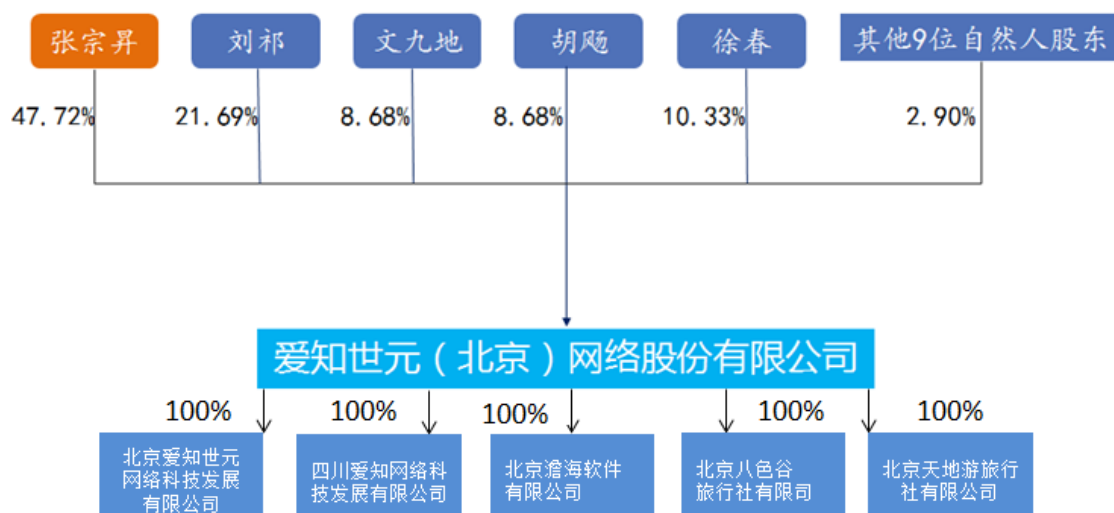 张宗昇
刘祁
文九地
胡飏
徐春
其他9位自然人股东
47.72%
21.69%
8.68%
8.68%
10.33%
2.90%
爱知世元（北京）网络股份有限公司
100%
100%
100%
100%
100%
北京爱知世元
网络科技发展
有限公司
四川爱知网络科
技发展有限公司
北京澹海软件
有限公司
北京八色谷
旅行社有限司
北京天地游旅行
社有限公司